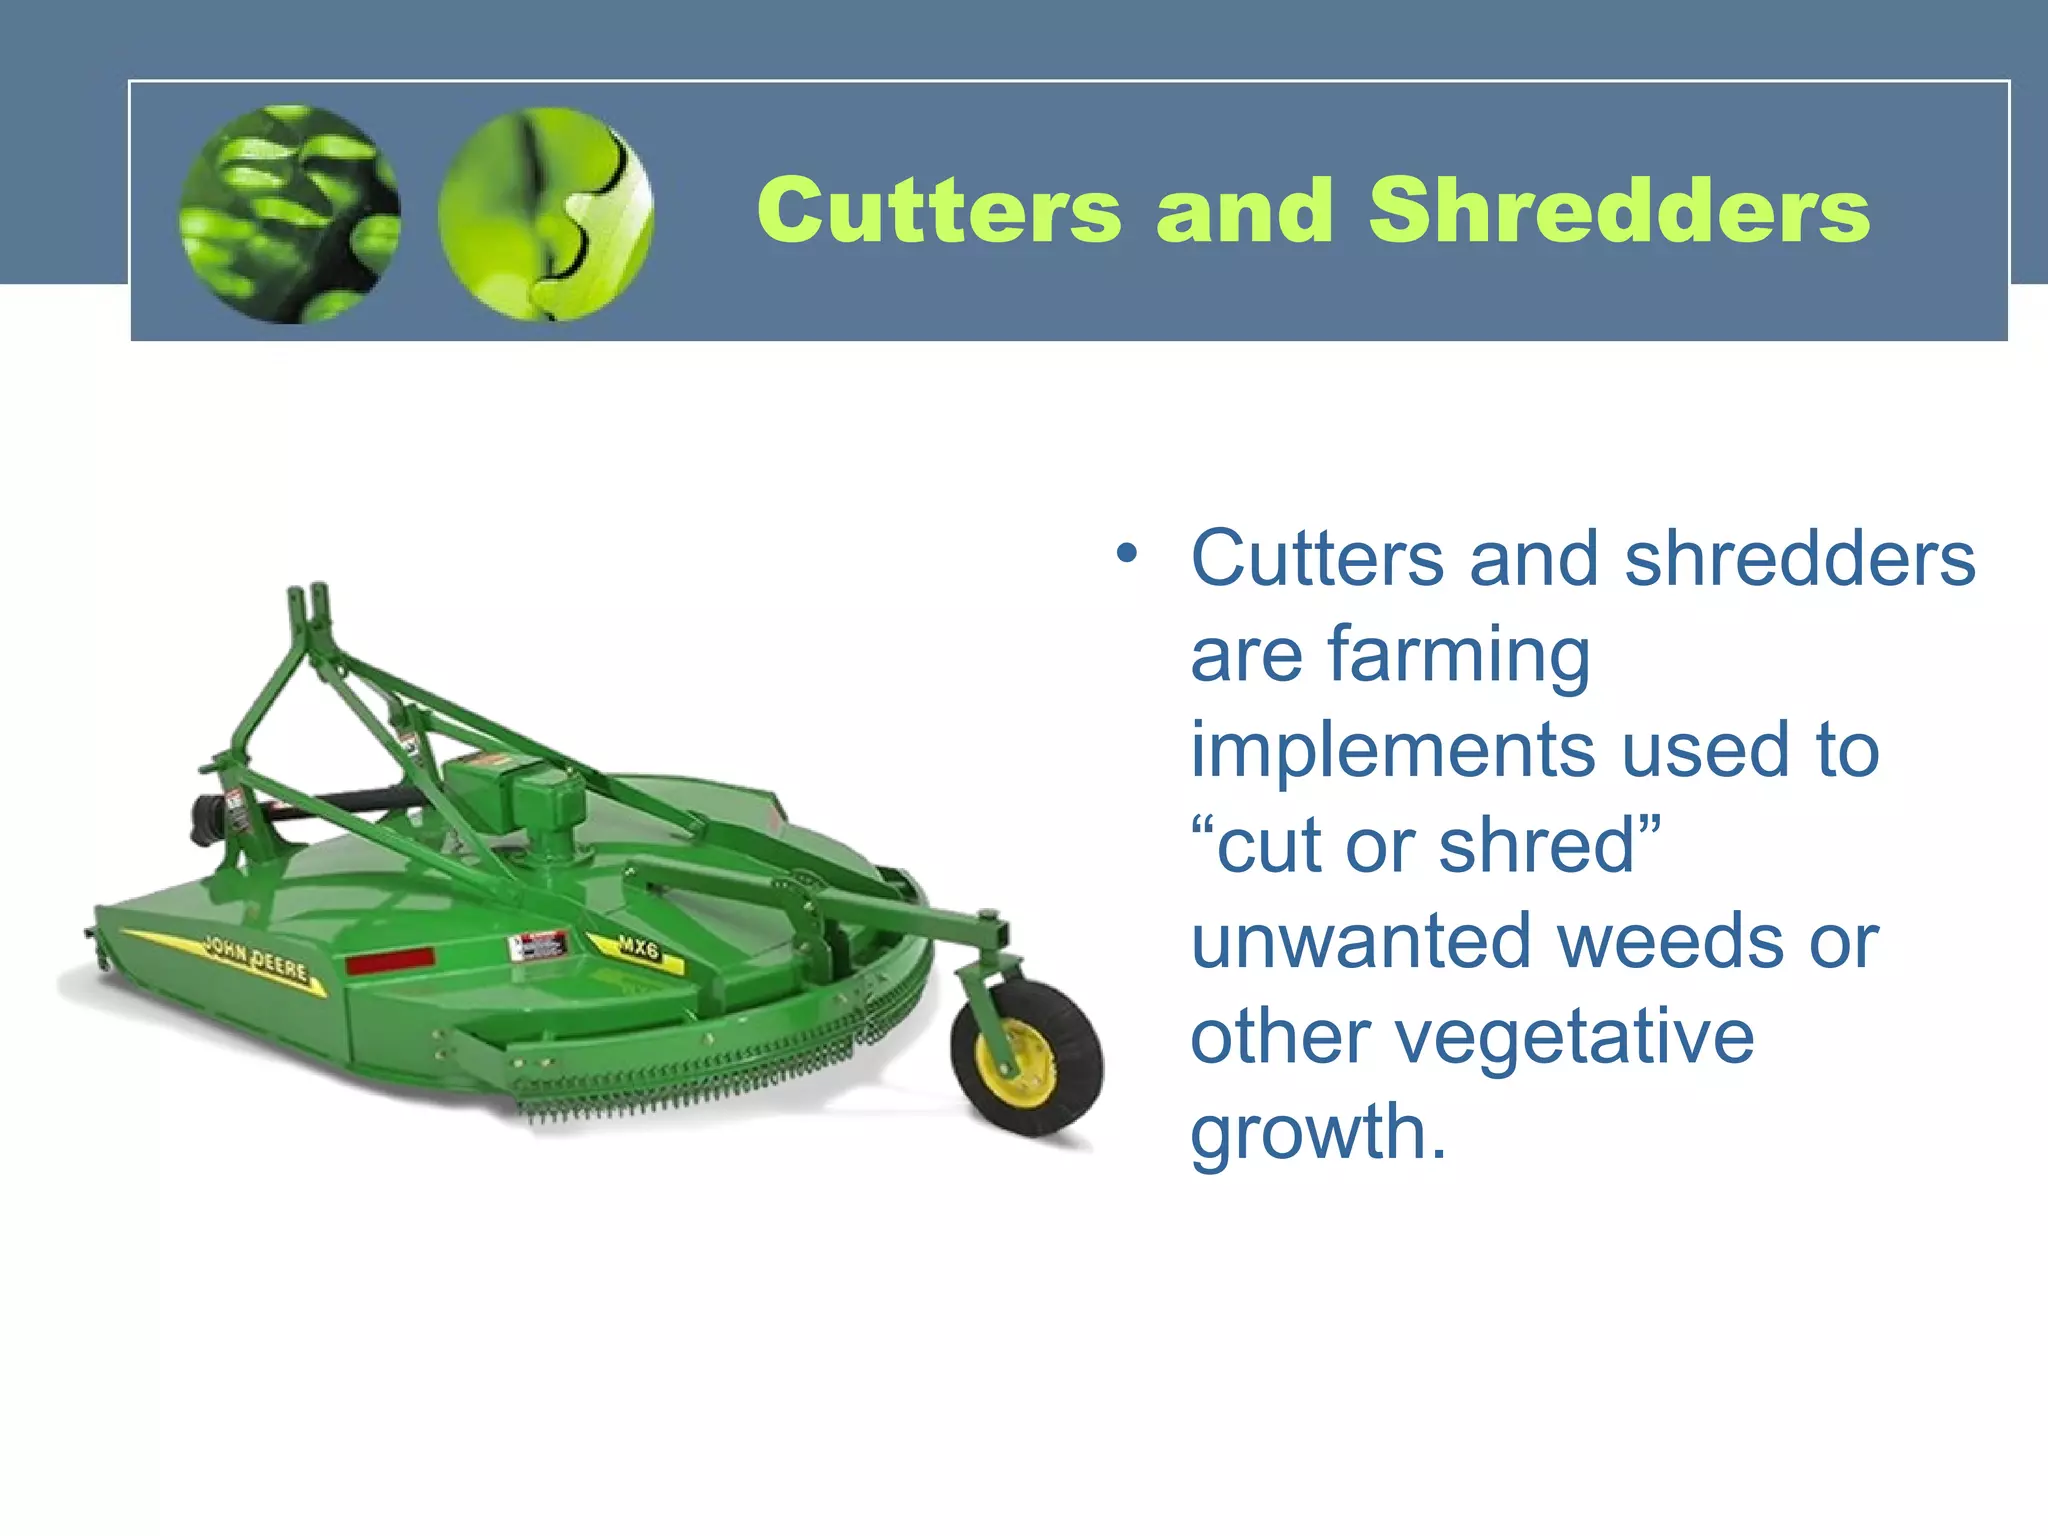 Cutters and Shredders
• Cutters and shredders
are farming
implements used to
“cut or shred”
unwanted weeds or
other vegetative
growth.
JOHN DEERE
MX6